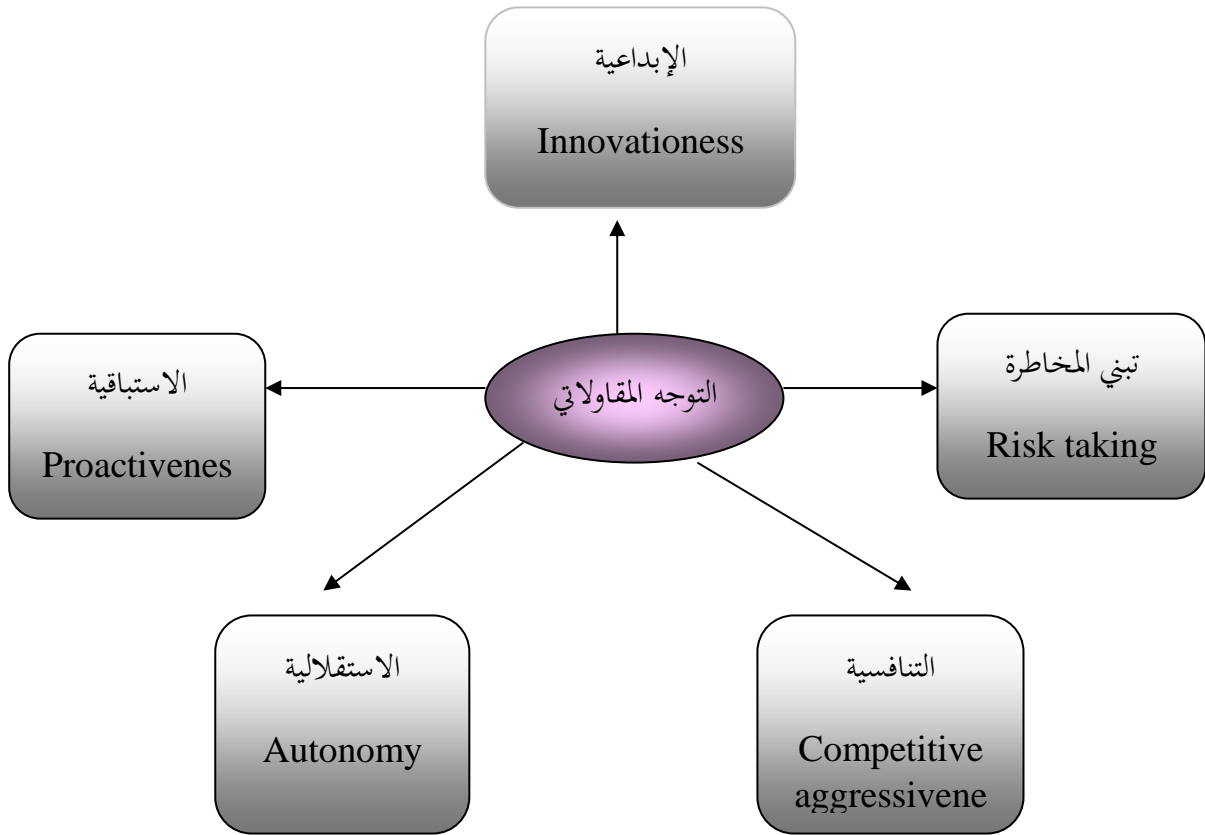 الإبداعية
Innovationess
تبني المخاطرة
Risk taking
التوجه المقاولاتي
الاستباقية
Proactivenes
الاستقلالية
Autonomy
التنافسية
Competitive
aggressivene